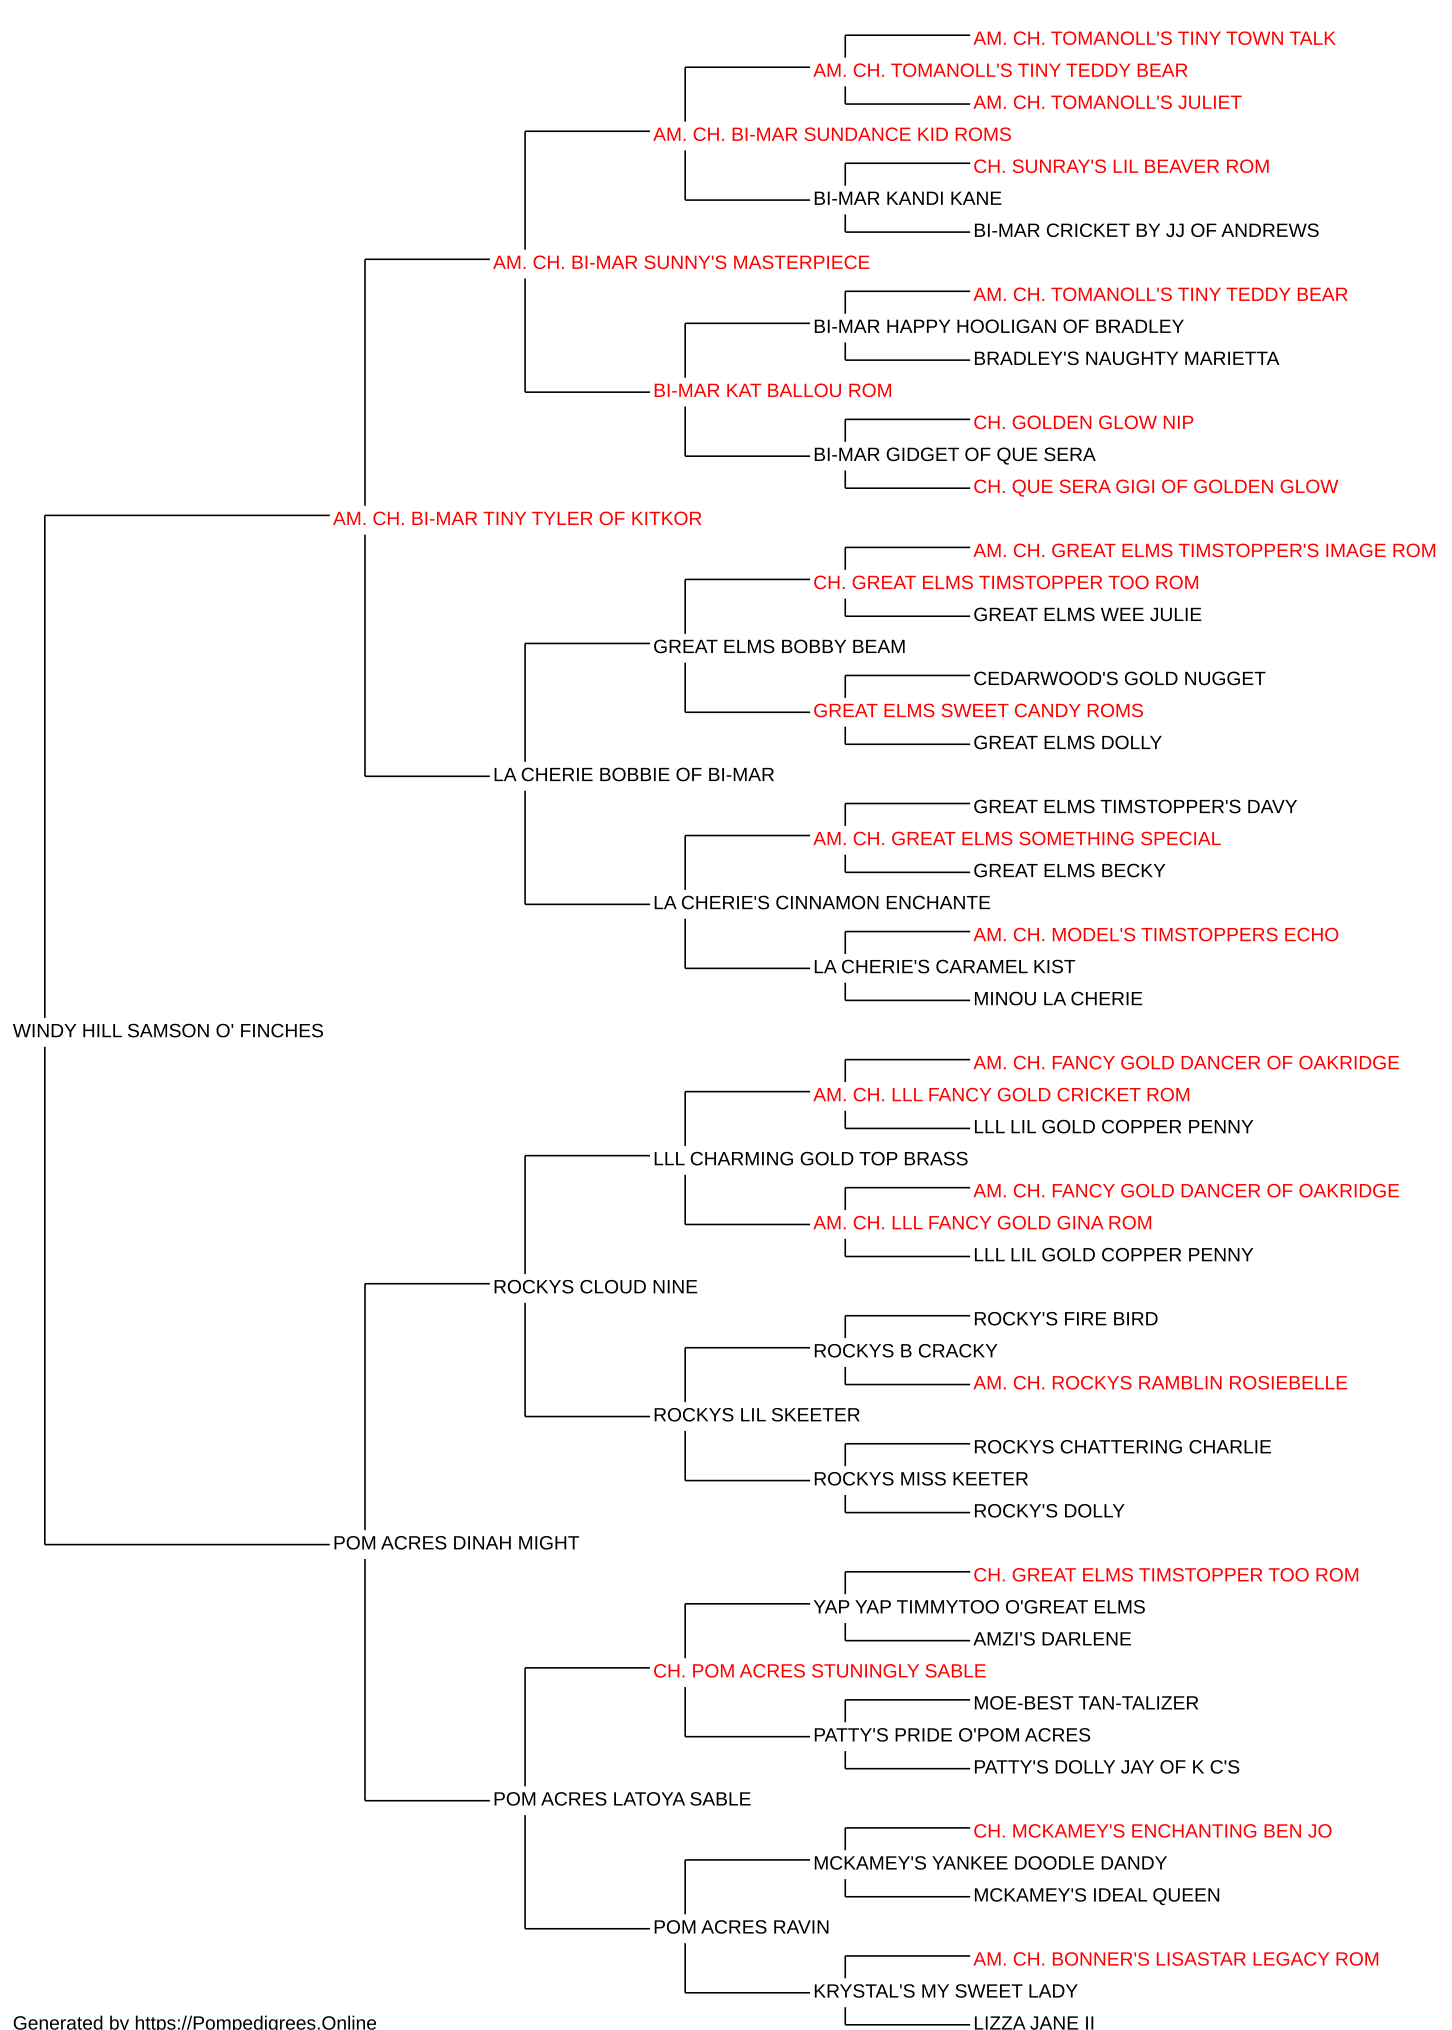 AM. CH. TOMANOLL'S TINY TOWN TALK
AM. CH. TOMANOLL'S TINY TEDDY BEAR
AM. CH. TOMANOLL'S JULIET
AM. CH. BI-MAR SUNDANCE KID ROMS
CH. SUNRAY'S LIL BEAVER ROM
BI-MAR KANDI KANE
BI-MAR CRICKET BY JJ OF ANDREWS
AM. CH. BI-MAR SUNNY'S MASTERPIECE
AM. CH. TOMANOLL'S TINY TEDDY BEAR
BI-MAR HAPPY HOOLIGAN OF BRADLEY
BRADLEY'S NAUGHTY MARIETTA
BI-MAR KAT BALLOU ROM
CH. GOLDEN GLOW NIP
BI-MAR GIDGET OF QUE SERA
CH. QUE SERA GIGI OF GOLDEN GLOW
AM. CH. BI-MAR TINY TYLER OF KITKOR
AM. CH. GREAT ELMS TIMSTOPPER'S IMAGE ROM
CH. GREAT ELMS TIMSTOPPER TOO ROM
GREAT ELMS WEE JULIE
GREAT ELMS BOBBY BEAM
CEDARWOOD'S GOLD NUGGET
GREAT ELMS SWEET CANDY ROMS
GREAT ELMS DOLLY
LA CHERIE BOBBIE OF BI-MAR
GREAT ELMS TIMSTOPPER'S DAVY
AM. CH. GREAT ELMS SOMETHING SPECIAL
GREAT ELMS BECKY
LA CHERIE'S CINNAMON ENCHANTE
AM. CH. MODEL'S TIMSTOPPERS ECHO
LA CHERIE'S CARAMEL KIST
MINOU LA CHERIE
WINDY HILL SAMSON O' FINCHES
AM. CH. FANCY GOLD DANCER OF OAKRIDGE
AM. CH. LLL FANCY GOLD CRICKET ROM
LLL LIL GOLD COPPER PENNY
LLL CHARMING GOLD TOP BRASS
AM. CH. FANCY GOLD DANCER OF OAKRIDGE
AM. CH. LLL FANCY GOLD GINA ROM
LLL LIL GOLD COPPER PENNY
ROCKYS CLOUD NINE
ROCKY'S FIRE BIRD
ROCKYS B CRACKY
AM. CH. ROCKYS RAMBLIN ROSIEBELLE
ROCKYS LIL SKEETER
ROCKYS CHATTERING CHARLIE
ROCKYS MISS KEETER
ROCKY'S DOLLY
POM ACRES DINAH MIGHT
CH. GREAT ELMS TIMSTOPPER TOO ROM
YAP YAP TIMMYTOO O'GREAT ELMS
AMZI'S DARLENE
CH. POM ACRES STUNINGLY SABLE
MOE-BEST TAN-TALIZER
PATTY'S PRIDE O'POM ACRES
PATTY'S DOLLY JAY OF K C'S
POM ACRES LATOYA SABLE
CH. MCKAMEY'S ENCHANTING BEN JO
MCKAMEY'S YANKEE DOODLE DANDY
MCKAMEY'S IDEAL QUEEN
POM ACRES RAVIN
AM. CH. BONNER'S LISASTAR LEGACY ROM
KRYSTAL'S MY SWEET LADY
LIZZA JANE II
Generated by https://Pompedigrees.Online